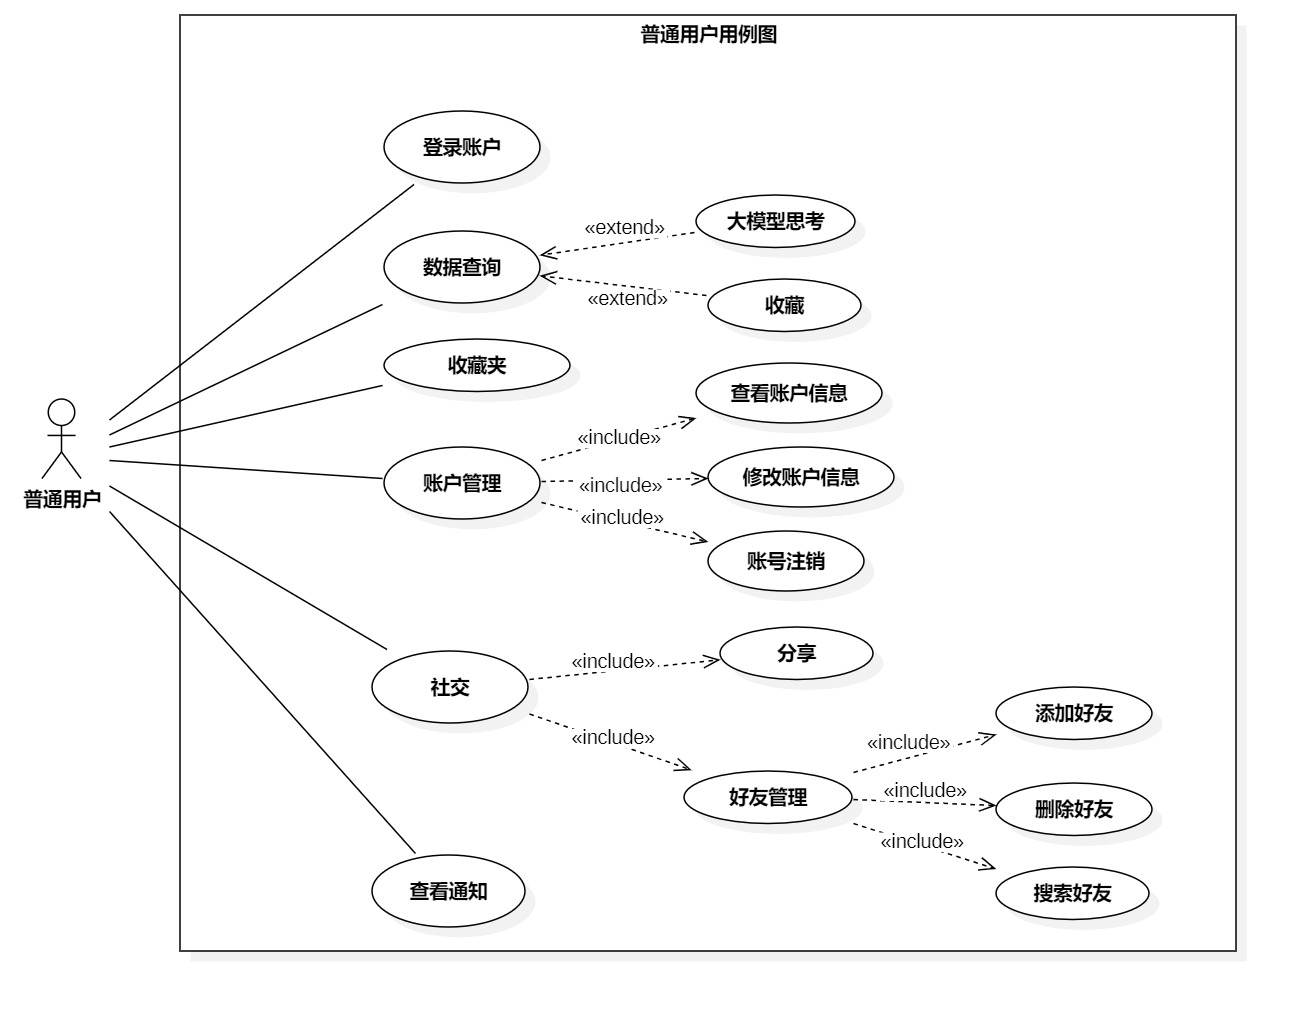 普通用户用例图
登录账户
大模型思考
«extend»
数据查询
«extend»
收藏
收藏夹
查看账户信息
«include»
账户管理
«include»
修改账户信息
«include»
账号注销
普通用户
分享
«include»
社交
«include»
添加好友
«include»
好友管理
«include»
删除好友
«include»
搜索好友
查看通知